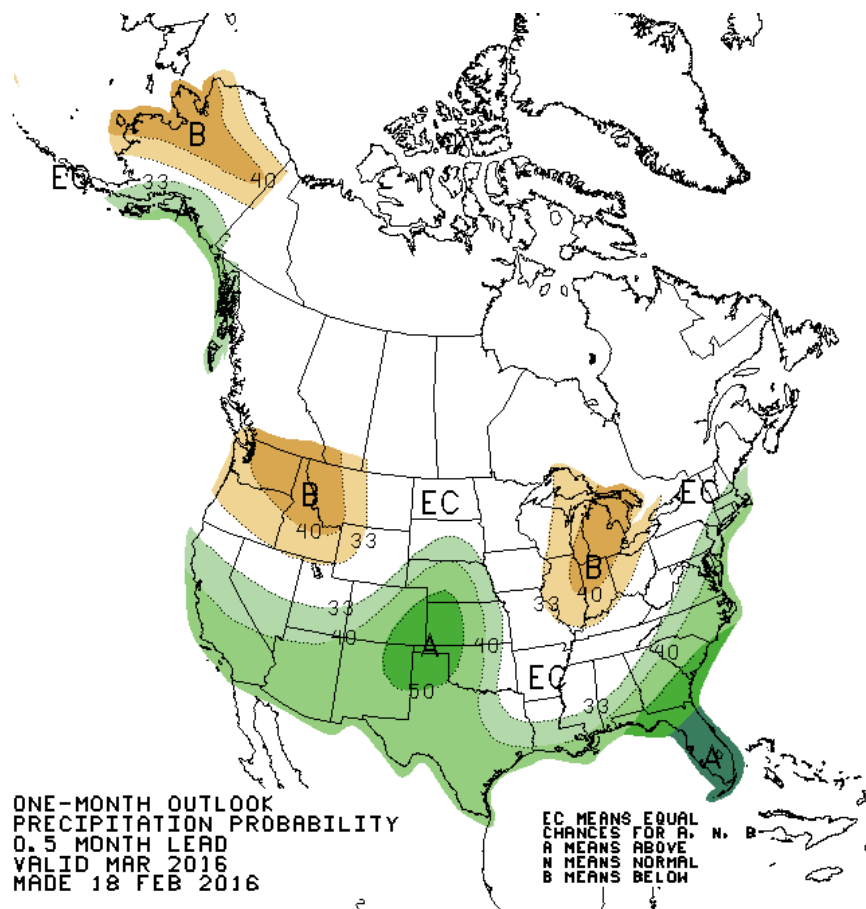 B
EC
33
40
B
EC
40
33
EC
B
40
33
33
40
A
40
50
40
EC
33
A
ONE-MONTH OUTLOOK
PRECIPITATION PROBABILITY
0.5 MONTH LEAD
VALID MAR 2016
MADE 18 FEB 2016
EC MEANS EQUAL
CHANCES FOR A, N, B
A MEANS ABOVE
N MEANS NORMAL
B MEANS BELOW